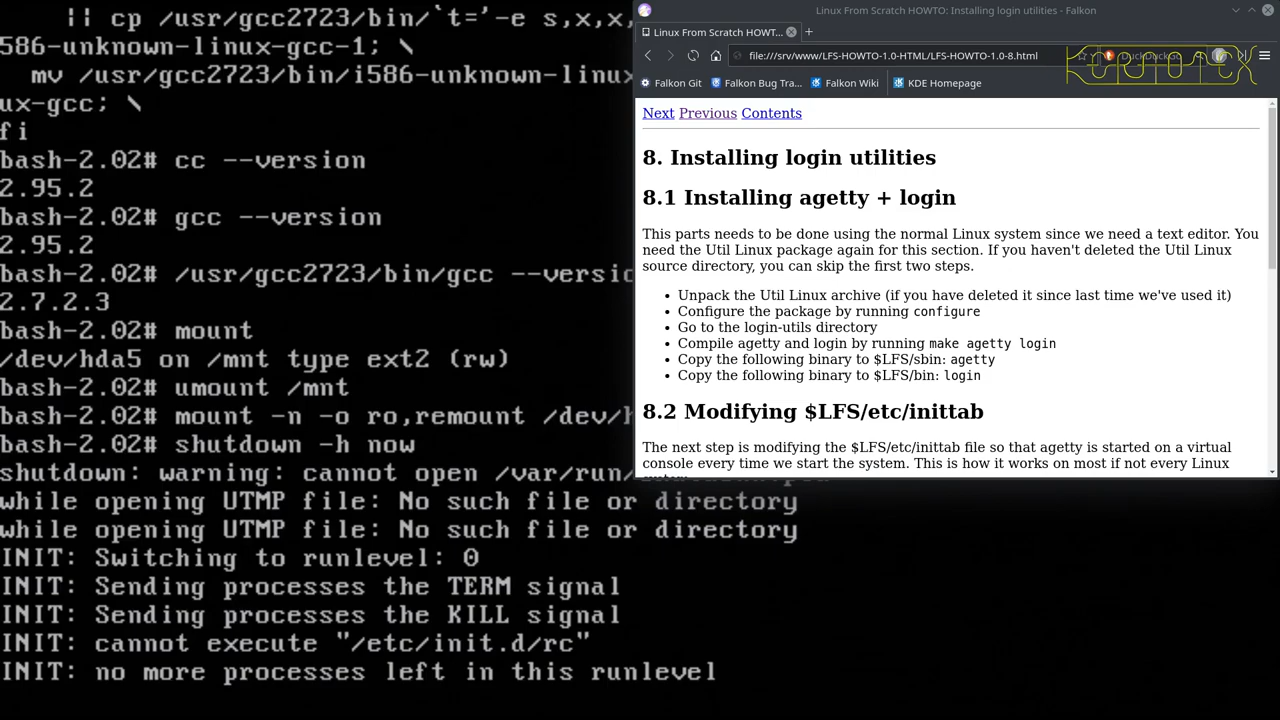 || cp /usr/gcc2723/bin/`t='-e s,x,x,
586-unknown-linux-gcc-1; \
mv /usr/gcc2723/bin/i586-unknown-linux
ux-gcc; \
fi
bash-2.02# cc --version
2.95.2
bash-2.02# gcc --version
2.95.2
bash-2.02# /usr/gcc2723/bin/gcc --versio
2.7.2.3
bash-2.02# mount
/dev/hda5 on /mnt type ext2 (rw)
bash-2.02# umount /mnt
bash-2.02# mount -n -o ro,remount /dev/h
bash-2.02# shutdown -h now
shutdown: warning: cannot open /var/run/
while opening UTMP file: No such file or directory
while opening UTMP file: No such file or directory
INIT: Switching to runlevel: 0
INIT: Sending processes the TERM signal
INIT: Sending processes the KILL signal
INIT: cannot execute "/etc/init.d/rc"
INIT: no more processes left in this runlevel
Linux From Scratch HOWTO: Installing login utilities - Falkon
Linux From Scratch HOWT...
file:///srv/www/LFS-HOWTO-1.0-HTML/LFS-HOWTO-1.0-8.html
Falkon Git Falkon Bug Tra... Falkon Wiki KDE Homepage
Next Previous Contents
8. Installing login utilities
8.1 Installing agetty + login
This parts needs to be done using the normal Linux system since we need a text editor. You
need the Util Linux package again for this section. If you haven't deleted the Util Linux
source directory, you can skip the first two steps.
• Unpack the Util Linux archive (if you have deleted it since last time we've used it)
• Configure the package by running configure
• Go to the login-utils directory
• Compile agetty and login by running make agetty login
• Copy the following binary to $LFS/sbin: agetty
• Copy the following binary to $LFS/bin: login
8.2 Modifying $LFS/etc/inittab
The next step is modifying the $LFS/etc/inittab file so that agetty is started on a virtual
console every time we start the system. This is how it works on most if not every Linux